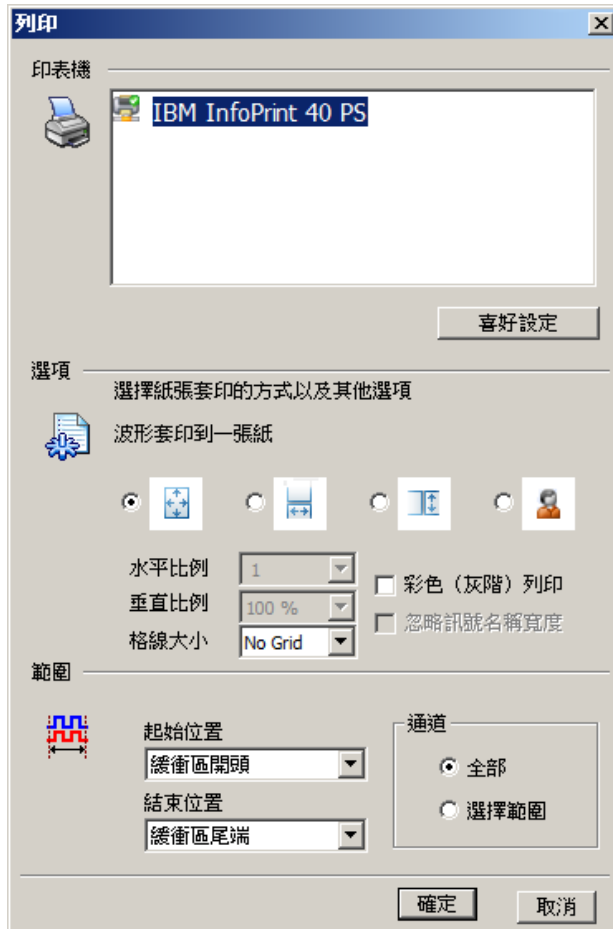 列印
印表機
IBM InfoPrint 40 PS
喜好設定
選項
選擇紙張套印的方式以及其他選項
波形套印到一張紙
水平比例 1
彩色（灰階）列印
垂直比例 100 %
忽略訊號名稱寬度
格線大小 No Grid
範圍
起始位置
通道
緩衝區開頭
全部
結束位置
選擇範圍
緩衝區尾端
確定 取消